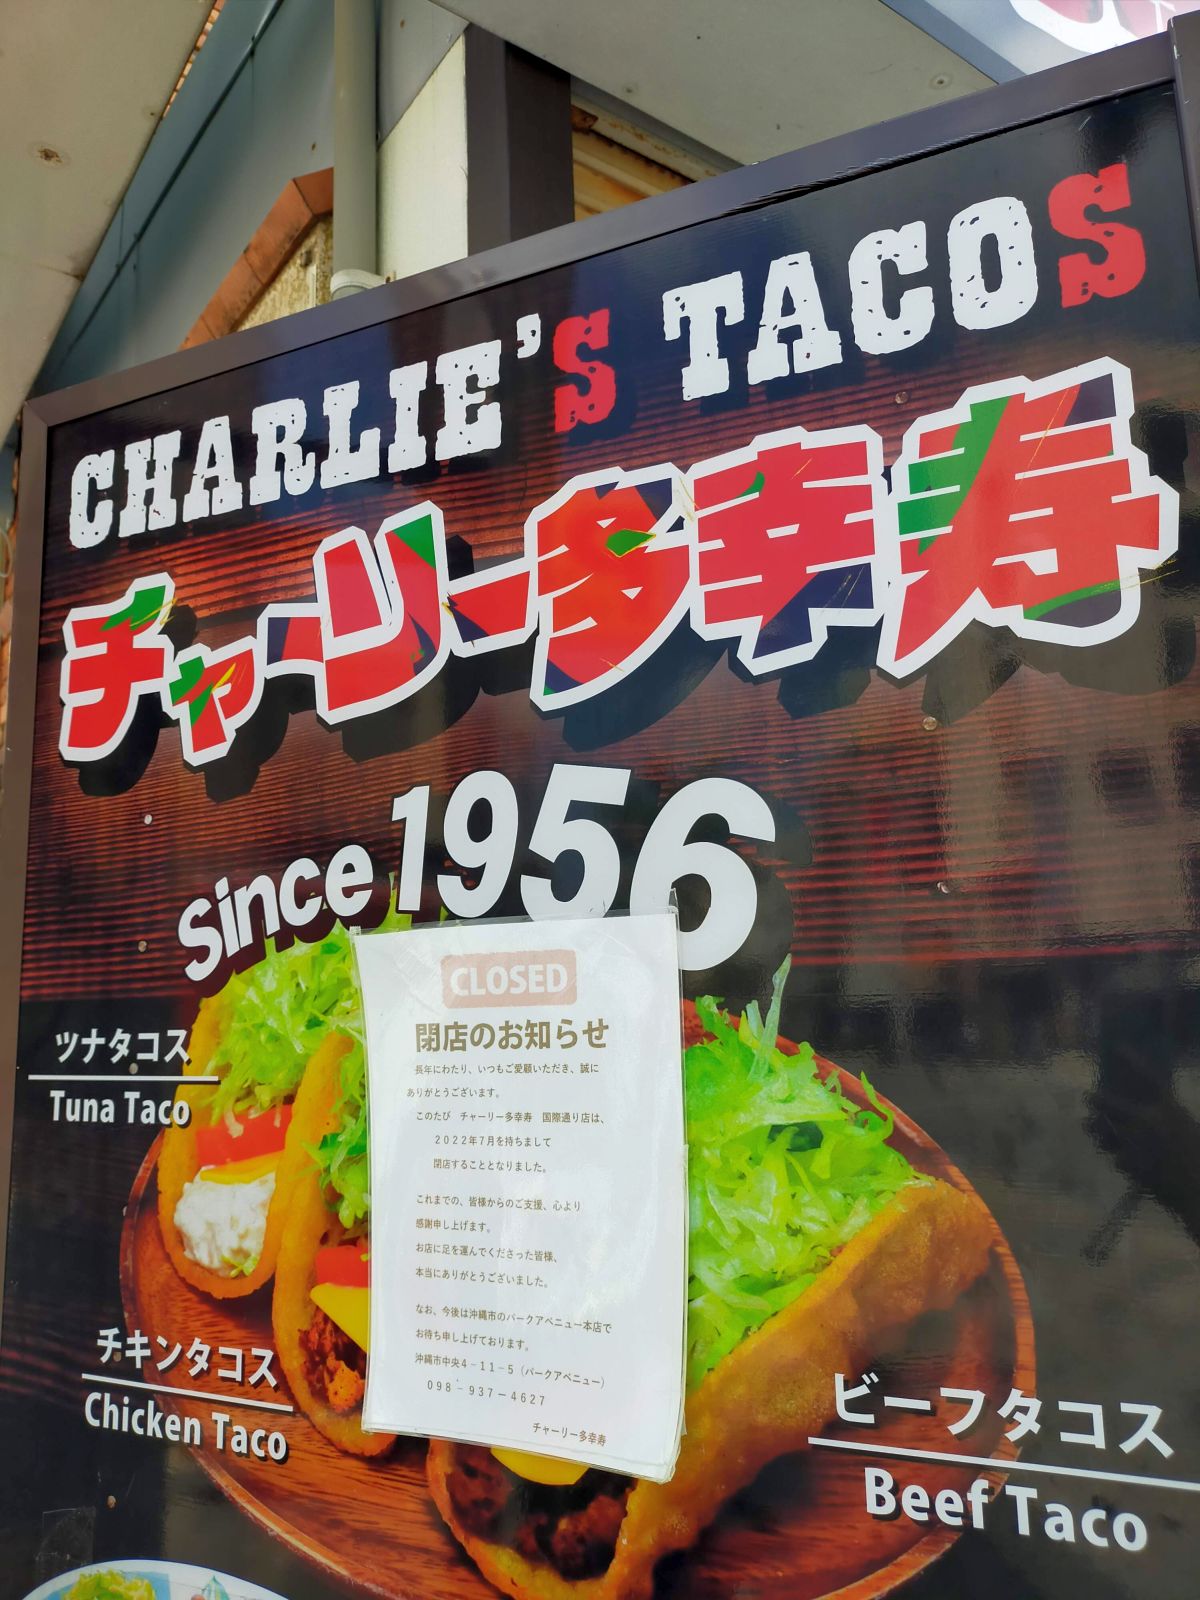 CHARLIE'S TACOS
チャーリー多幸寿
since 1956
CLOSED
閉店のお知らせ
長年にわたり、いつもご愛顧いただき、誠に
ありがとうございます。
このたび　チャーリー多幸寿　国際通り店は、
２０２２年７月を持ちまして
閉店することとなりました。
これまでの、皆様からのご支援、心より
感謝申し上げます。
お店に足を運んでくださった皆様、
本当にありがとうございました。
なお、今後は沖縄市のパークアベニュー本店で
お待ち申し上げております。
沖縄市中央４－１１－５（パークアベニュー）
０９８－９３７－４６２７
チャーリー多幸寿
ツナタコス
Tuna Taco
チキンタコス
Chicken Taco
ビーフタコス
Beef Taco